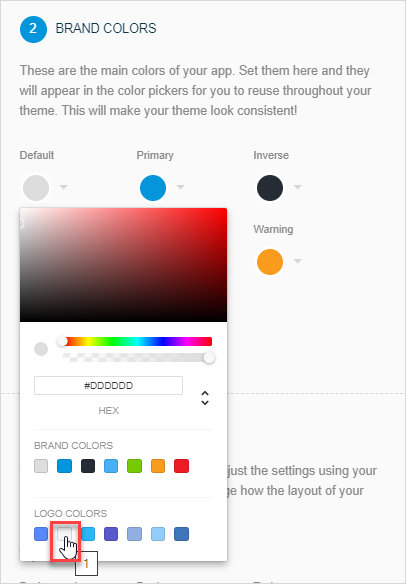 2 BRAND COLORS
These are the main colors of your app. Set them here and they
will appear in the color pickers for you to reuse throughout your
theme. This will make your theme look consistent!
Default Primary Inverse
Warning
#DDDDDD
HEX
BRAND COLORS
just the settings using your
ge how the layout of your
LOGO COLORS
1